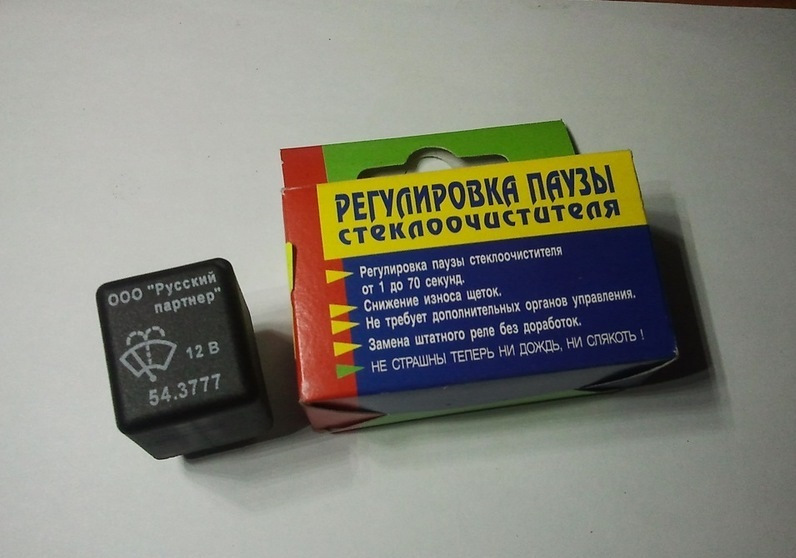 ООО "Русский
партнер"
12 В
54.3777
РЕГУЛИРОВКА ПАУЗЫ
стеклоочистителя
Регулировка паузы стеклоочистителя
от 1 до 70 секунд.
Снижение износа щеток.
Не требует дополнительных органов управления.
Замена штатного реле без доработок.
НЕ СТРАШНЫ ТЕПЕРЬ НИ ДОЖДЬ, НИ СЛЯКОТЬ !